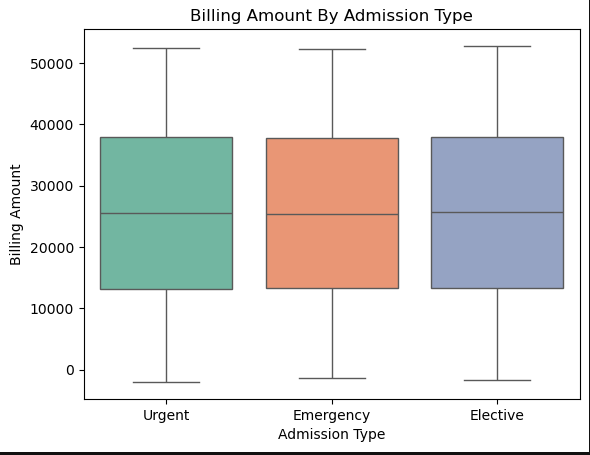 Billing Amount By Admission Type
Billing Amount
50000
40000
30000
20000
10000
0
Urgent
Emergency
Elective
Admission Type